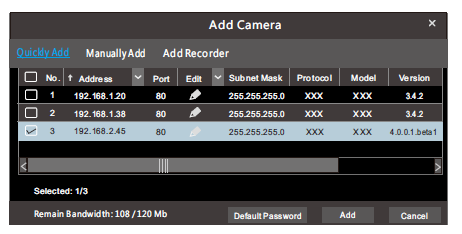 Add Camera ×
Quickly Add ManuallyAdd Add Recorder
No. ↑ Address Port Edit Subnet Mask Protocol Model Version
1 192.168.1.20 80 255.255.255.0 XXX XXX 3.4.2
2 192.168.1.38 80 255.255.255.0 XXX XXX 3.4.2
3 192.168.2.45 80 255.255.255.0 XXX XXX 4.0.0.1.beta1
Selected: 1/3
Remain Bandwidth: 108/120 Mb Default Password Add Cancel